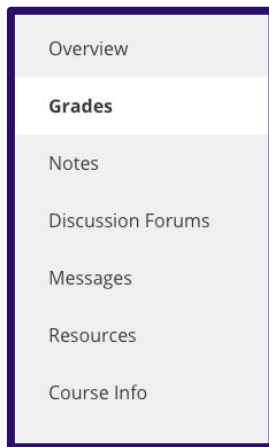 Overview
Grades
Notes
Discussion Forums
Messages
Resources
Course Info